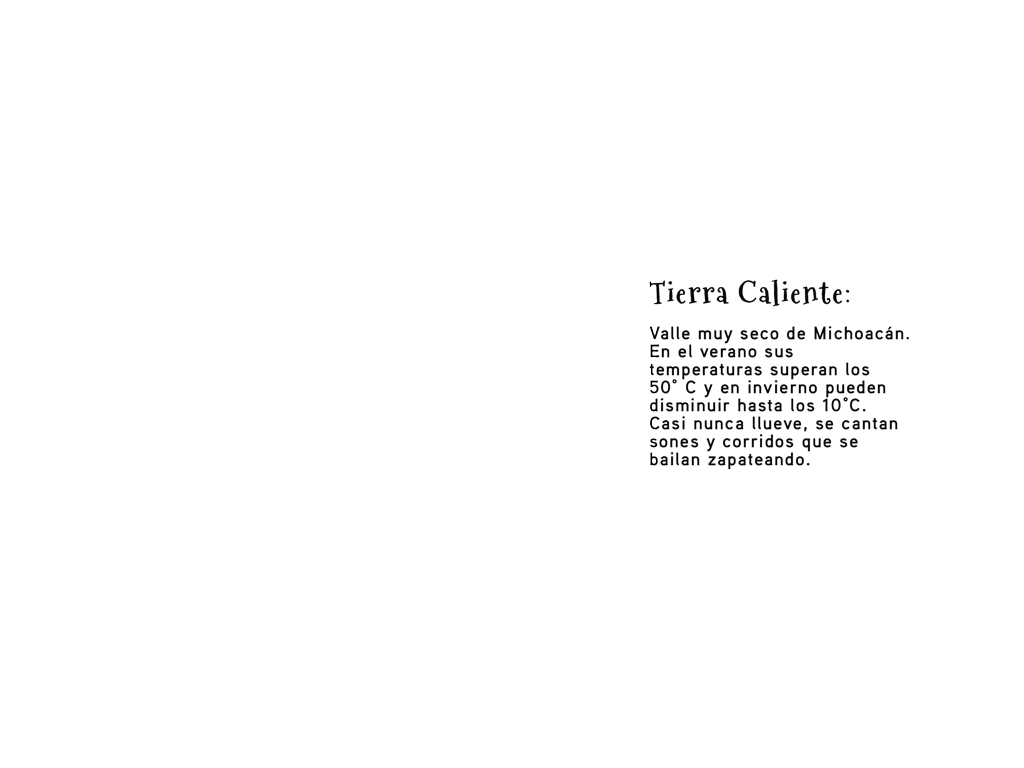 Tierra Caliente:
Valle muy seco de Michoacán.
En el verano sus
temperaturas superan los
50° C y en invierno pueden
disminuir hasta los 10°C.
Casi nunca llueve, se cantan
sones y corridos que se
bailan zapateando.